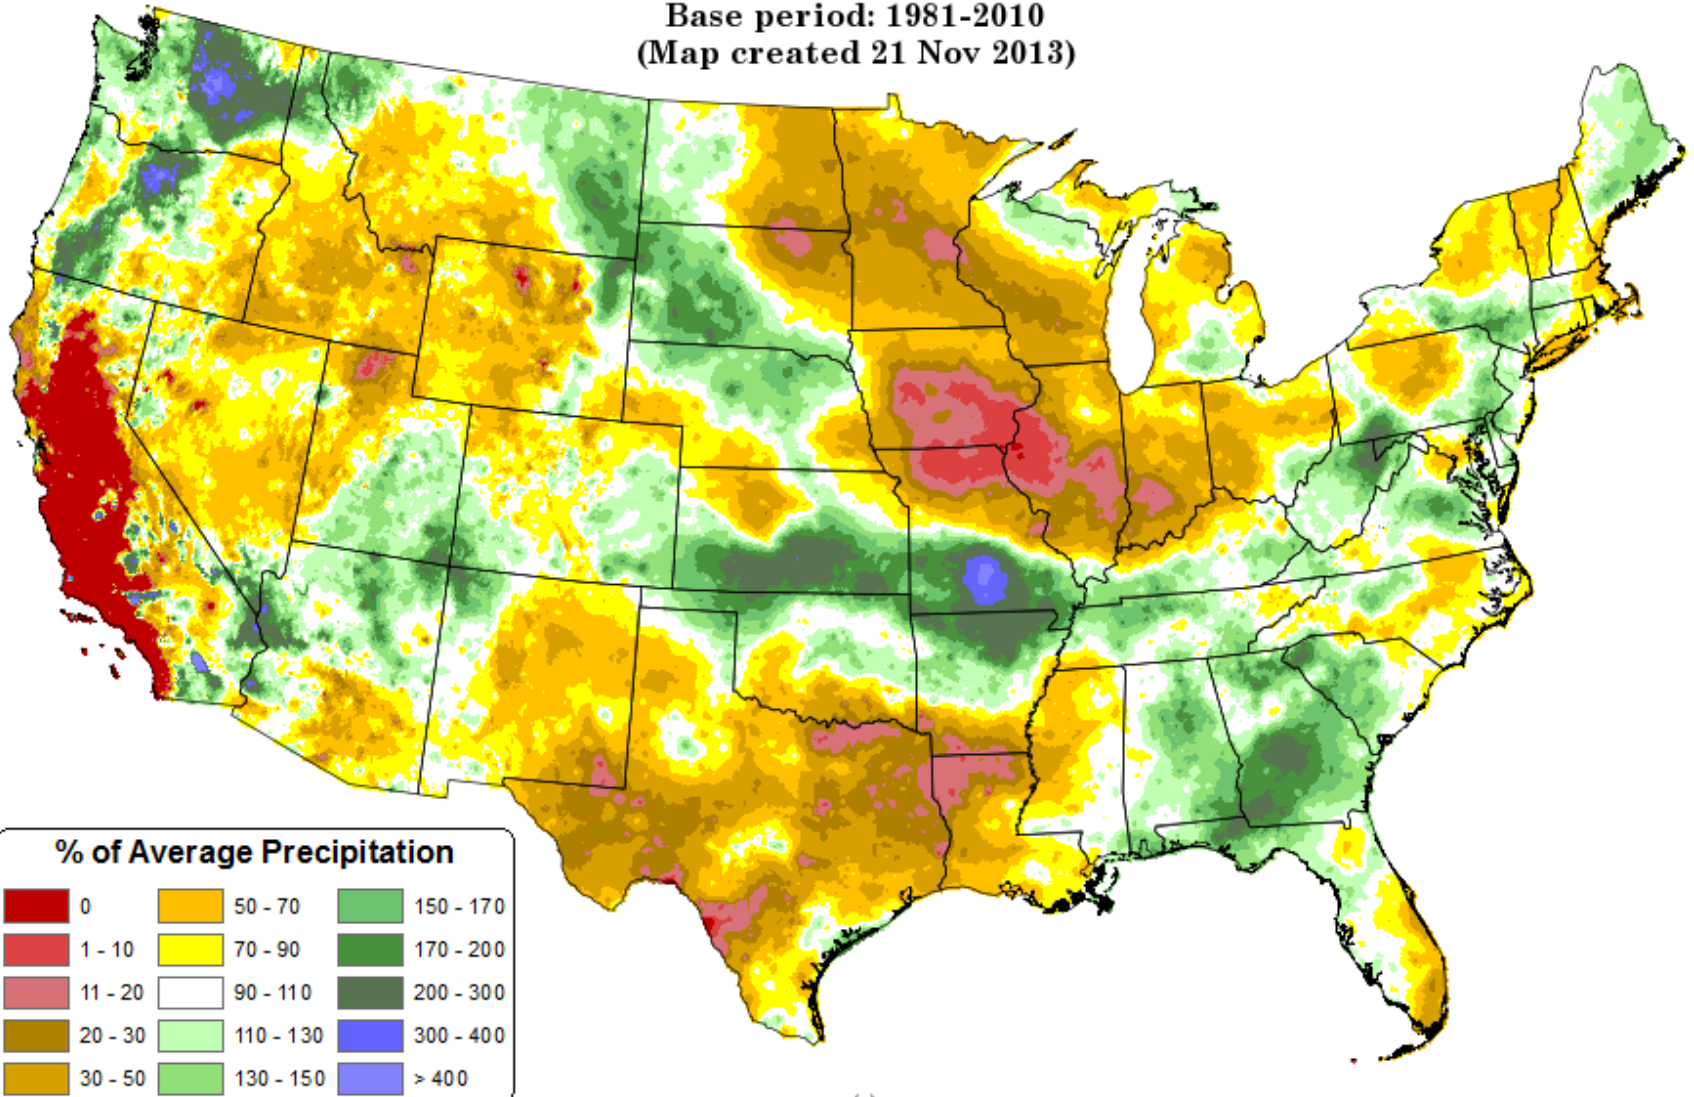 Base period: 1981-2010
(Map created 21 Nov 2013)
% of Average Precipitation
0
50 - 70
150 - 170
1 - 10
70 - 90
170 - 200
11 - 20
90 - 110
200 - 300
20 - 30
110 - 130
300 - 400
30 - 50
130 - 150
> 400